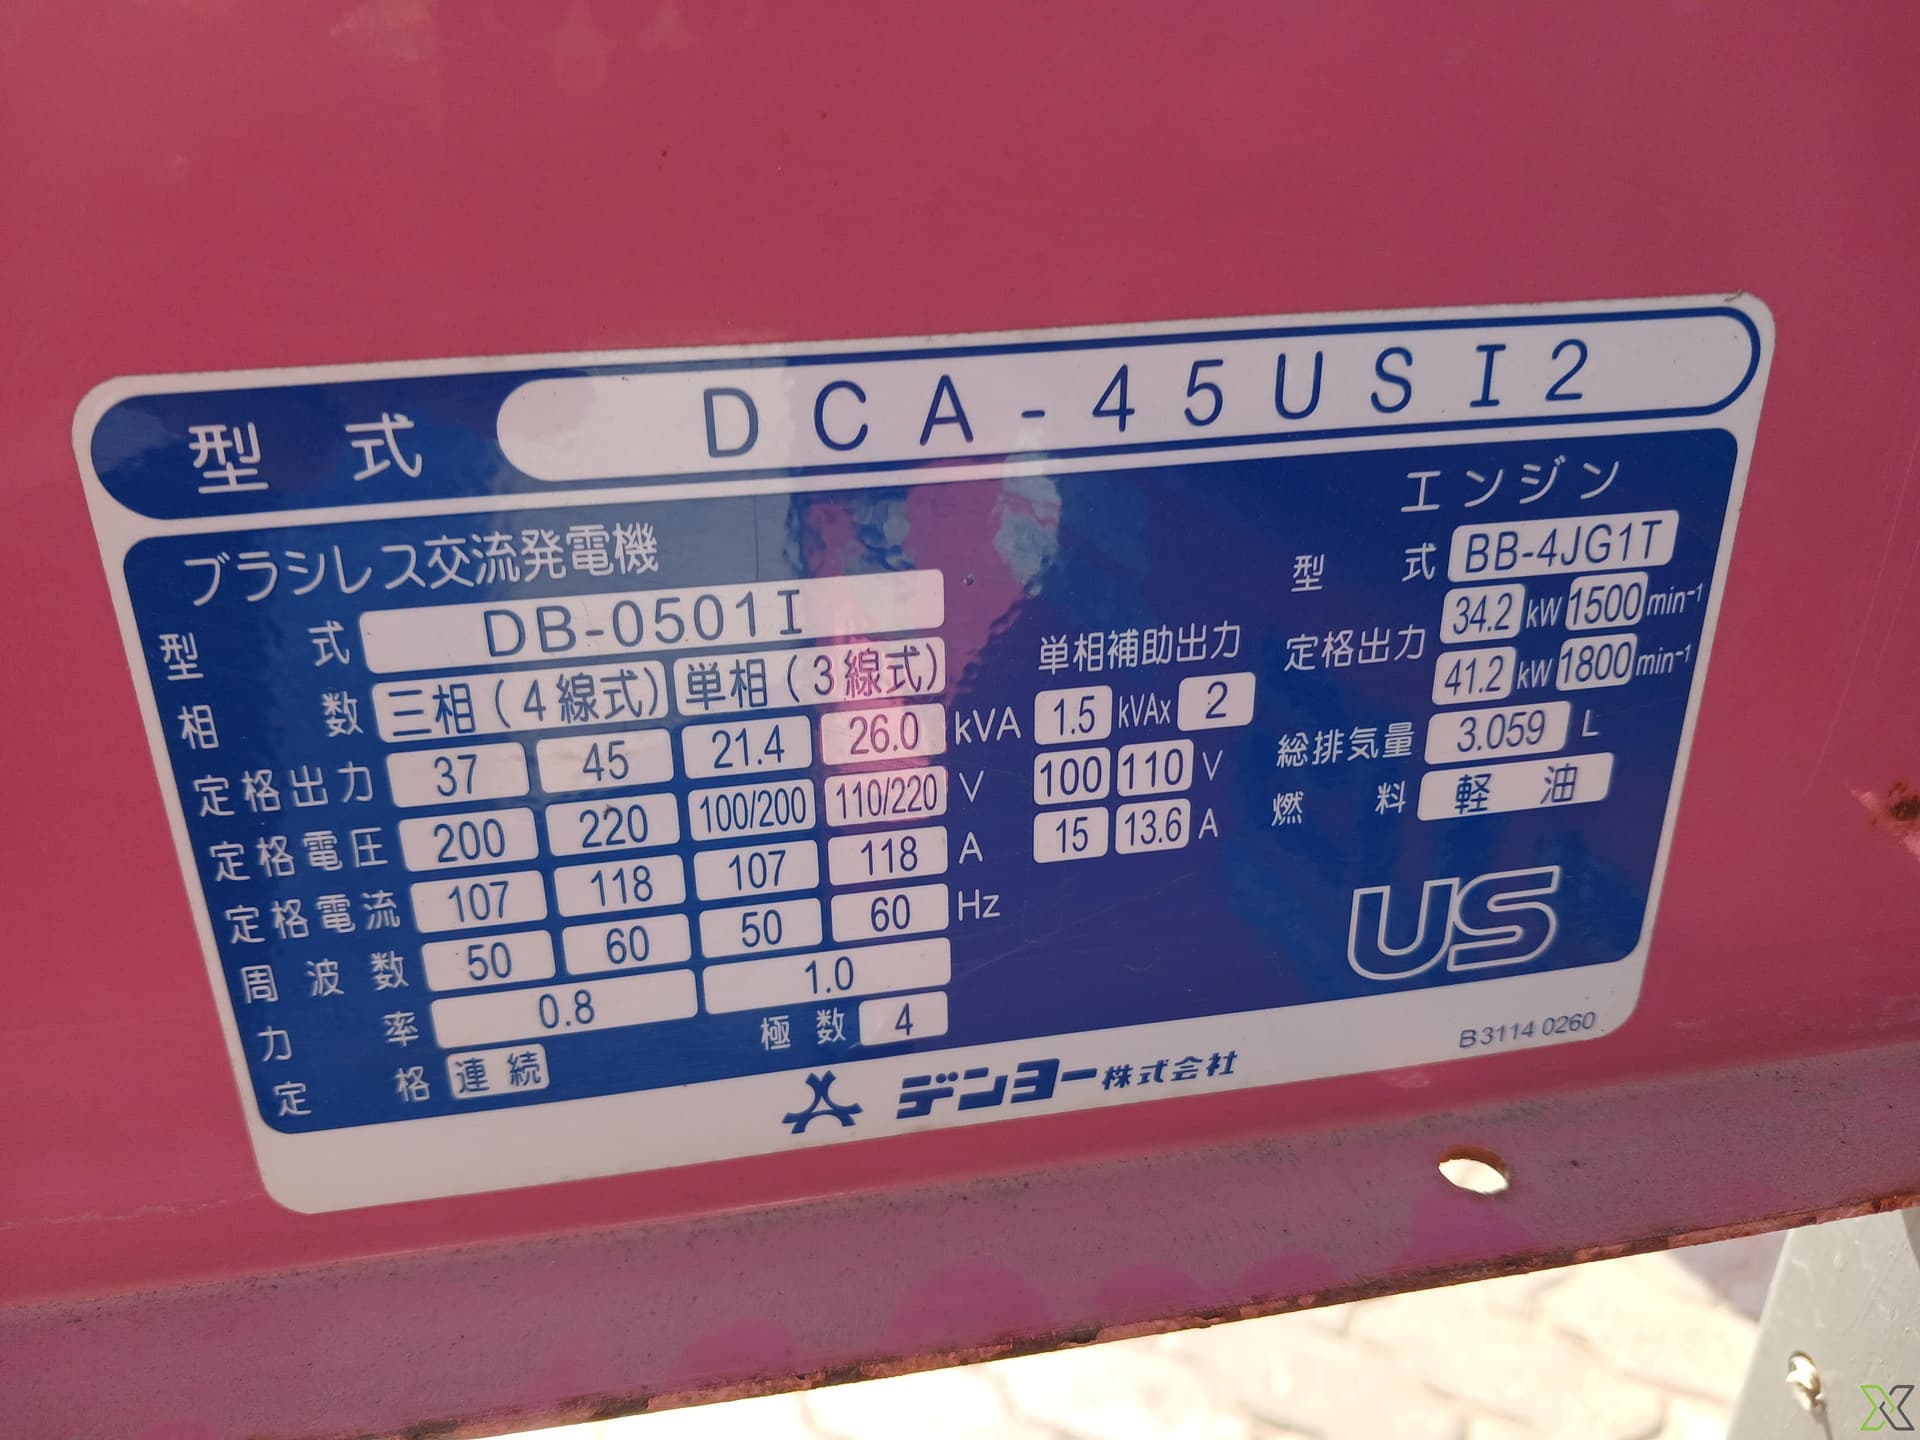 型式 DCA-45USI2
ブラシレス交流発電機
型式 DB-0501I
相数 三相(4線式) 単相(3線式)
定格出力 37 45 21.4 26.0 kVA
定格電圧 200 220 100/200 110/220 V
定格電流 107 118 107 118 A
周波数 50 60 50 60 Hz
力率 0.8 1.0
定格 連続 極数 4
単相補助出力
1.5 kVAx 2
100 110 V
15 13.6 A
エンジン
型式 BB-4JG1T
定格出力 34.2 kW 1500 min⁻¹
41.2 kW 1800 min⁻¹
総排気量 3.059 L
燃料 軽油
US
B3114 0260
デンヨー株式会社